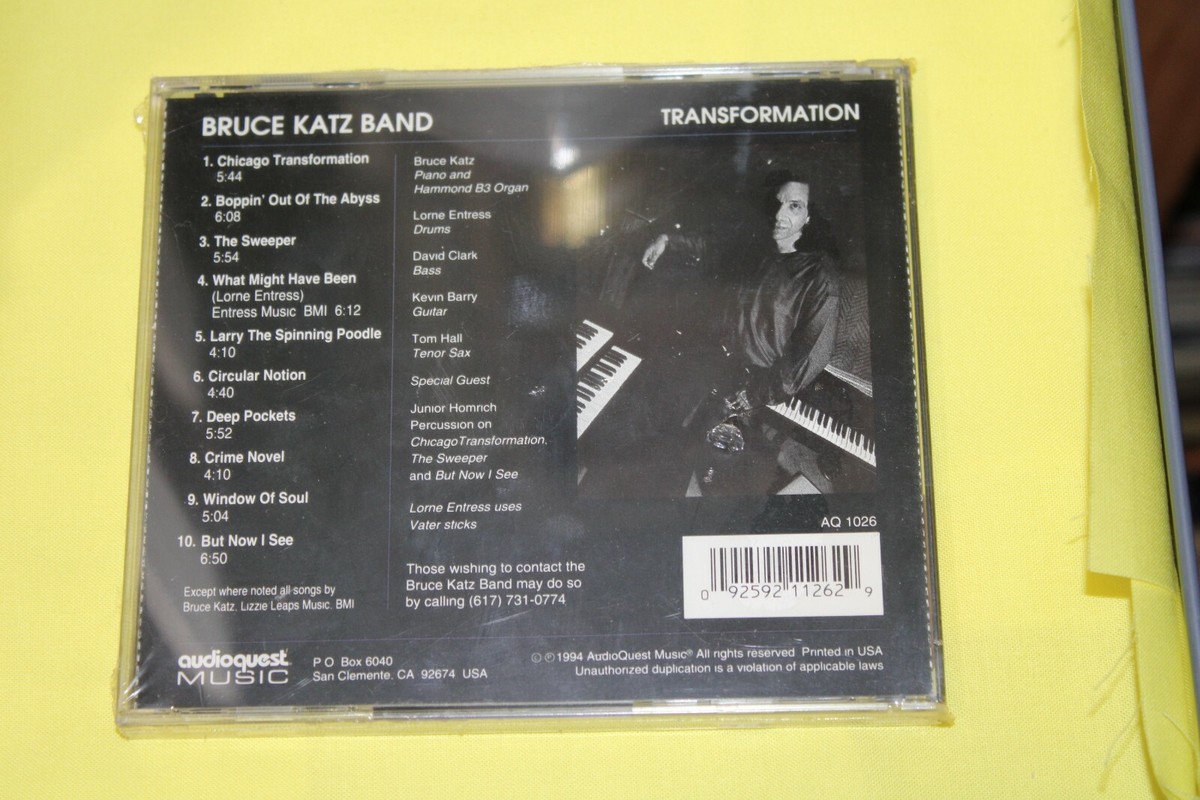 BRUCE KATZ BAND
TRANSFORMATION
1. Chicago Transformation
5:44
2. Boppin' Out Of The Abyss
6:08
3. The Sweeper
5:54
4. What Might Have Been
(Lorne Entress)
Entress Music BMI 6:12
5. Larry The Spinning Poodle
4:10
6. Circular Notion
4:40
7. Deep Pockets
5:52
8. Crime Novel
4:10
9. Window Of Soul
5:04
10. But Now I See
6:50
Except where noted all songs by
Bruce Katz. Lizzie Leaps Music. BMI
Bruce Katz
Piano and
Hammond B3 Organ
Lorne Entress
Drums
David Clark
Bass
Kevin Barry
Guitar
Tom Hall
Tenor Sax
Special Guest
Junior Homrich
Percussion on
Chicago Transformation,
The Sweeper
and But Now I See
Lorne Entress uses
Vater sticks
Those wishing to contact the
Bruce Katz Band may do so
by calling (617) 731-0774
AQ 1026
0 92592 11262 9
audioquest
MUSIC
P O Box 6040
San Clemente, CA 92674 USA
© ℗ 1994 AudioQuest Music® All rights reserved Printed in USA
Unauthorized duplication is a violation of applicable laws